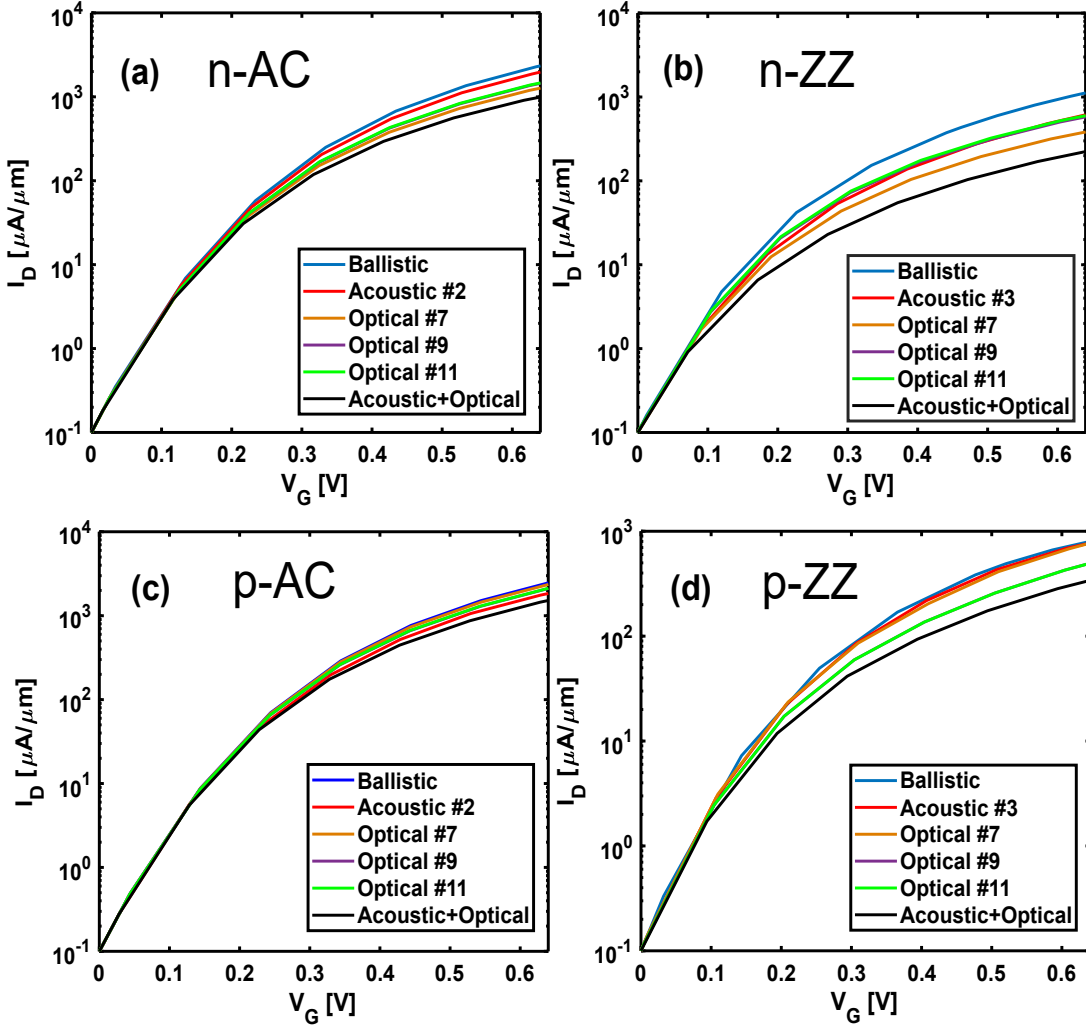 (a) n-AC
I_D [ μA/μm]
10^4
10^3
10^2
10^1
10^0
10^-1
Ballistic
Acoustic #2
Optical #7
Optical #9
Optical #11
Acoustic+Optical
0 0.1 0.2 0.3 0.4 0.5 0.6
V_G [V]
(b) n-ZZ
I_D [ μA/μm]
10^4
10^3
10^2
10^1
10^0
10^-1
Ballistic
Acoustic #3
Optical #7
Optical #9
Optical #11
Acoustic+Optical
0 0.1 0.2 0.3 0.4 0.5 0.6
V_G [V]
(c) p-AC
I_D [ μA/μm]
10^4
10^3
10^2
10^1
10^0
10^-1
Ballistic
Acoustic #2
Optical #7
Optical #9
Optical #11
Acoustic+Optical
0 0.1 0.2 0.3 0.4 0.5 0.6
V_G [V]
(d) p-ZZ
I_D [ μA/μm]
10^3
10^2
10^1
10^0
10^-1
Ballistic
Acoustic #3
Optical #7
Optical #9
Optical #11
Acoustic+Optical
0 0.1 0.2 0.3 0.4 0.5 0.6
V_G [V]